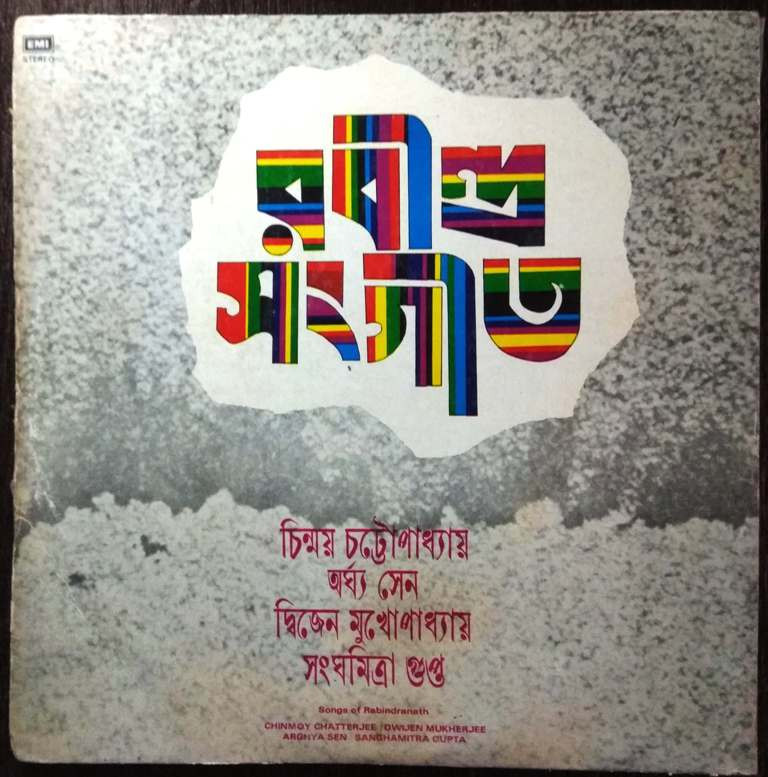 EMI
STEREO
রবীন্দ্র
সংগীত
চিন্ময় চট্টোপাধ্যায়
অর্ঘ্য সেন
দ্বিজেন মুখোপাধ্যায়
সংঘমিত্রা গুপ্ত
Songs of Rabindranath
CHINMOY CHATTERJEE / DWIJEN MUKHERJEE
ARGHYA SEN SANGHAMITRA GUPTA